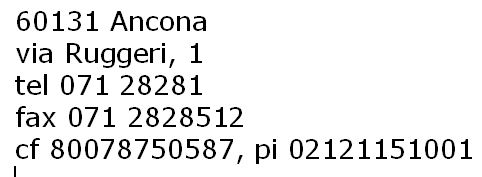 60131 Ancona
via Ruggeri, 1
tel 071 28281
fax 071 2828512
cf 80078750587, pi 02121151001